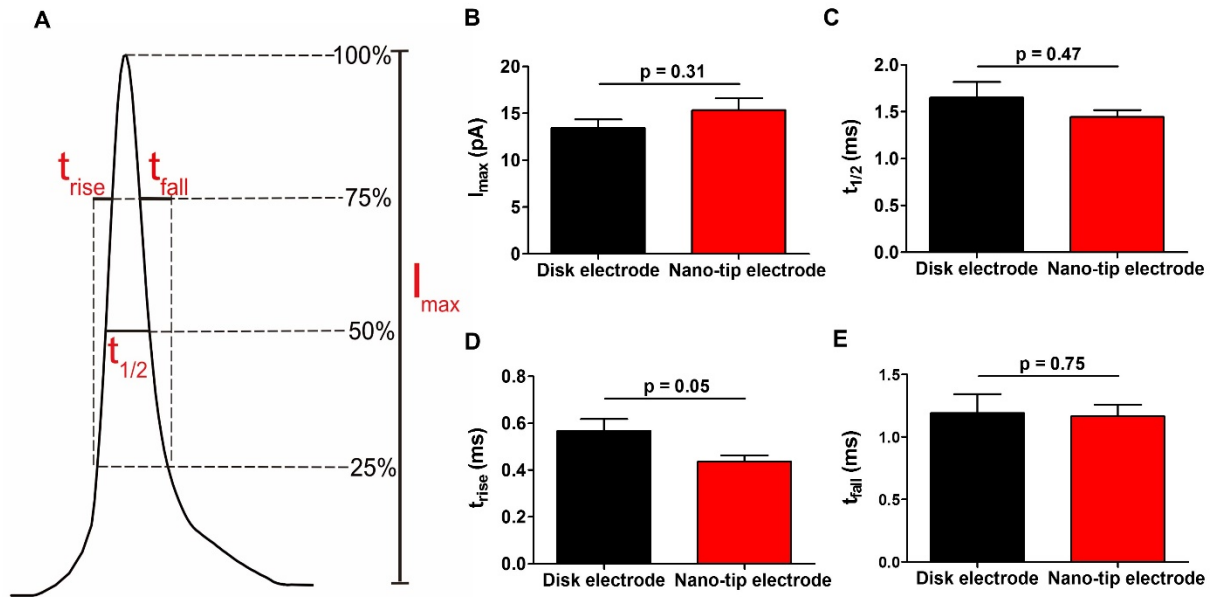 A
100%
t_rise
t_fall
75%
I_max
50%
t_1/2
25%
B
p = 0.31
20
15
10
5
0
I_max (pA)
Disk electrode
Nano-tip electrode
C
p = 0.47
2.0
1.5
1.0
0.5
0.0
t_1/2 (ms)
Disk electrode
Nano-tip electrode
D
p = 0.05
0.8
0.6
0.4
0.2
0.0
t_rise (ms)
Disk electrode
Nano-tip electrode
E
p = 0.75
1.5
1.0
0.5
0.0
t_fall (ms)
Disk electrode
Nano-tip electrode